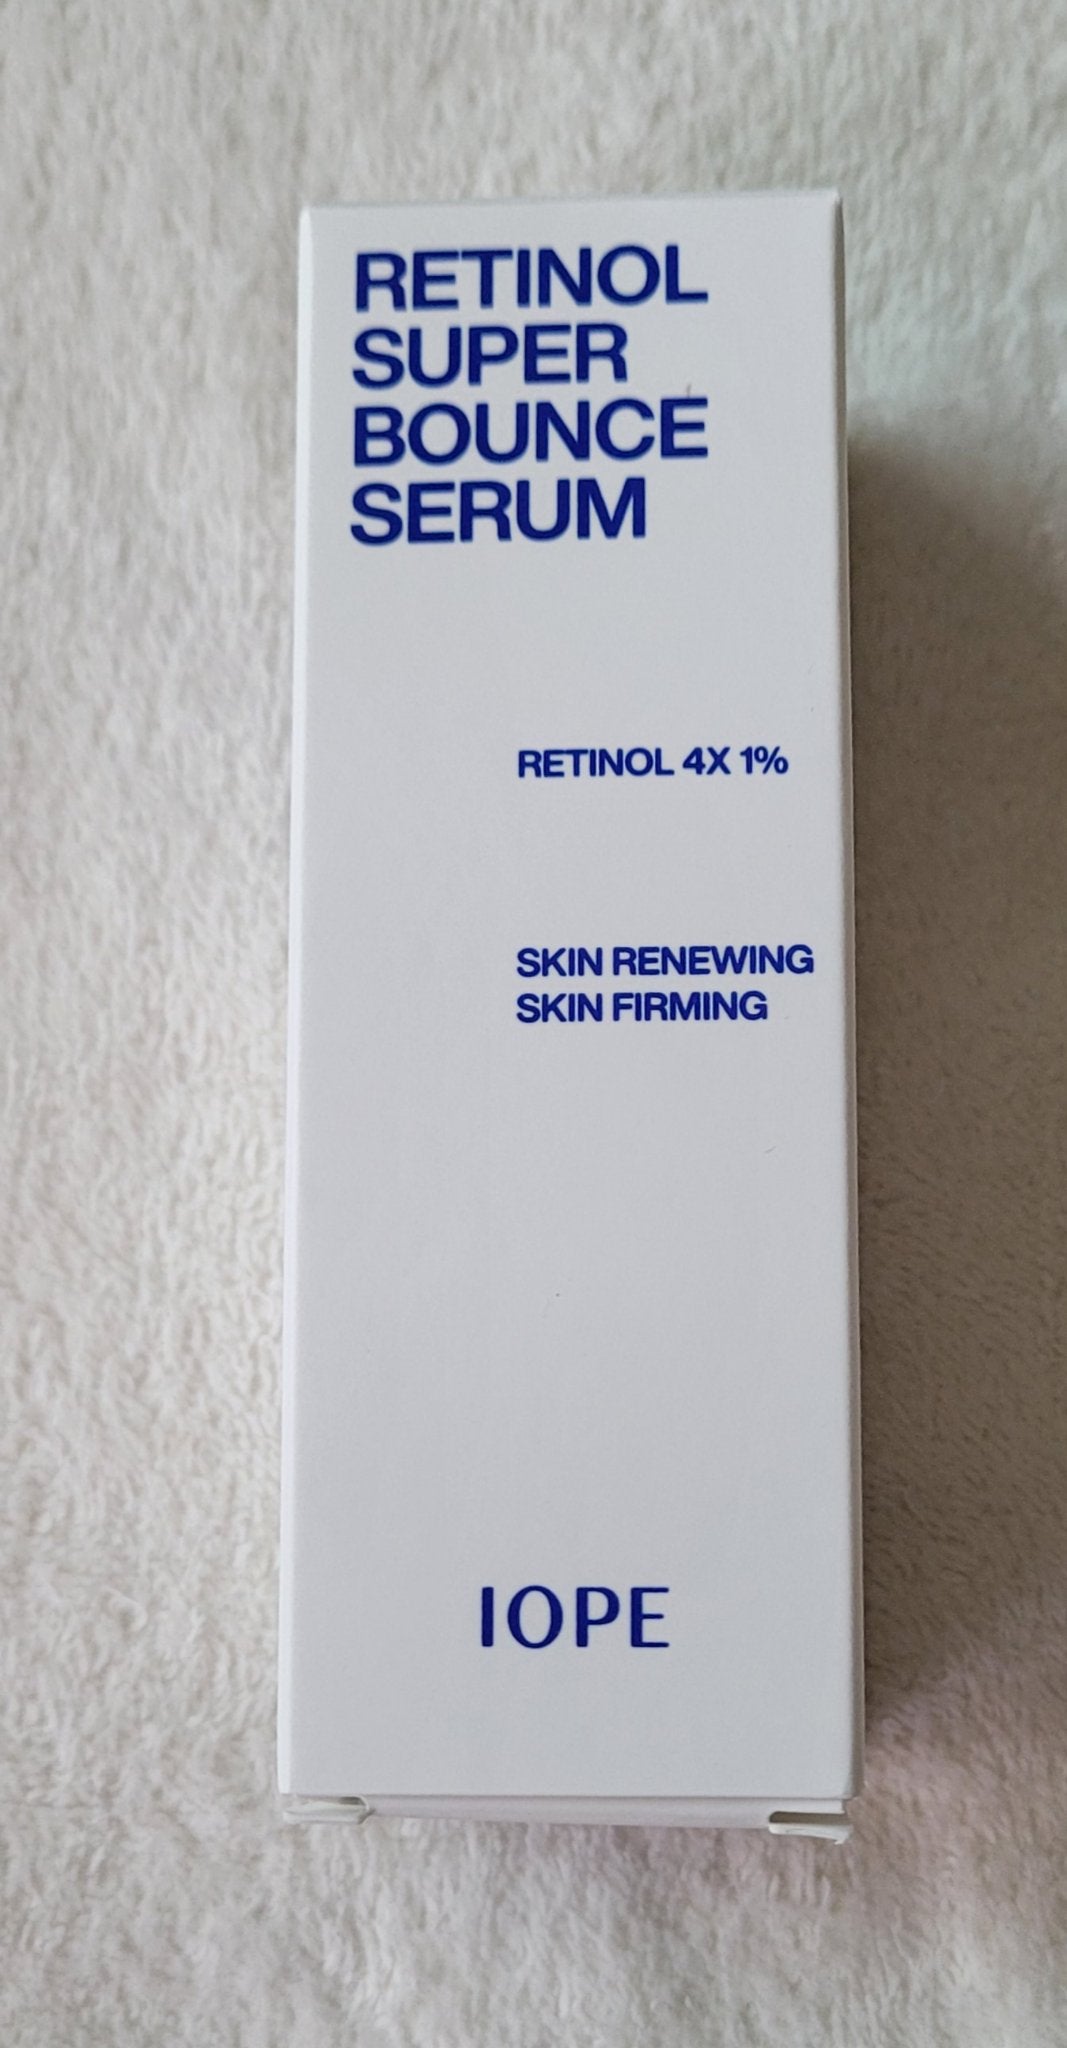 RETINOL
SUPER
BOUNCE
SERUM
RETINOL 4X 1%
SKIN RENEWING
SKIN FIRMING
IOPE